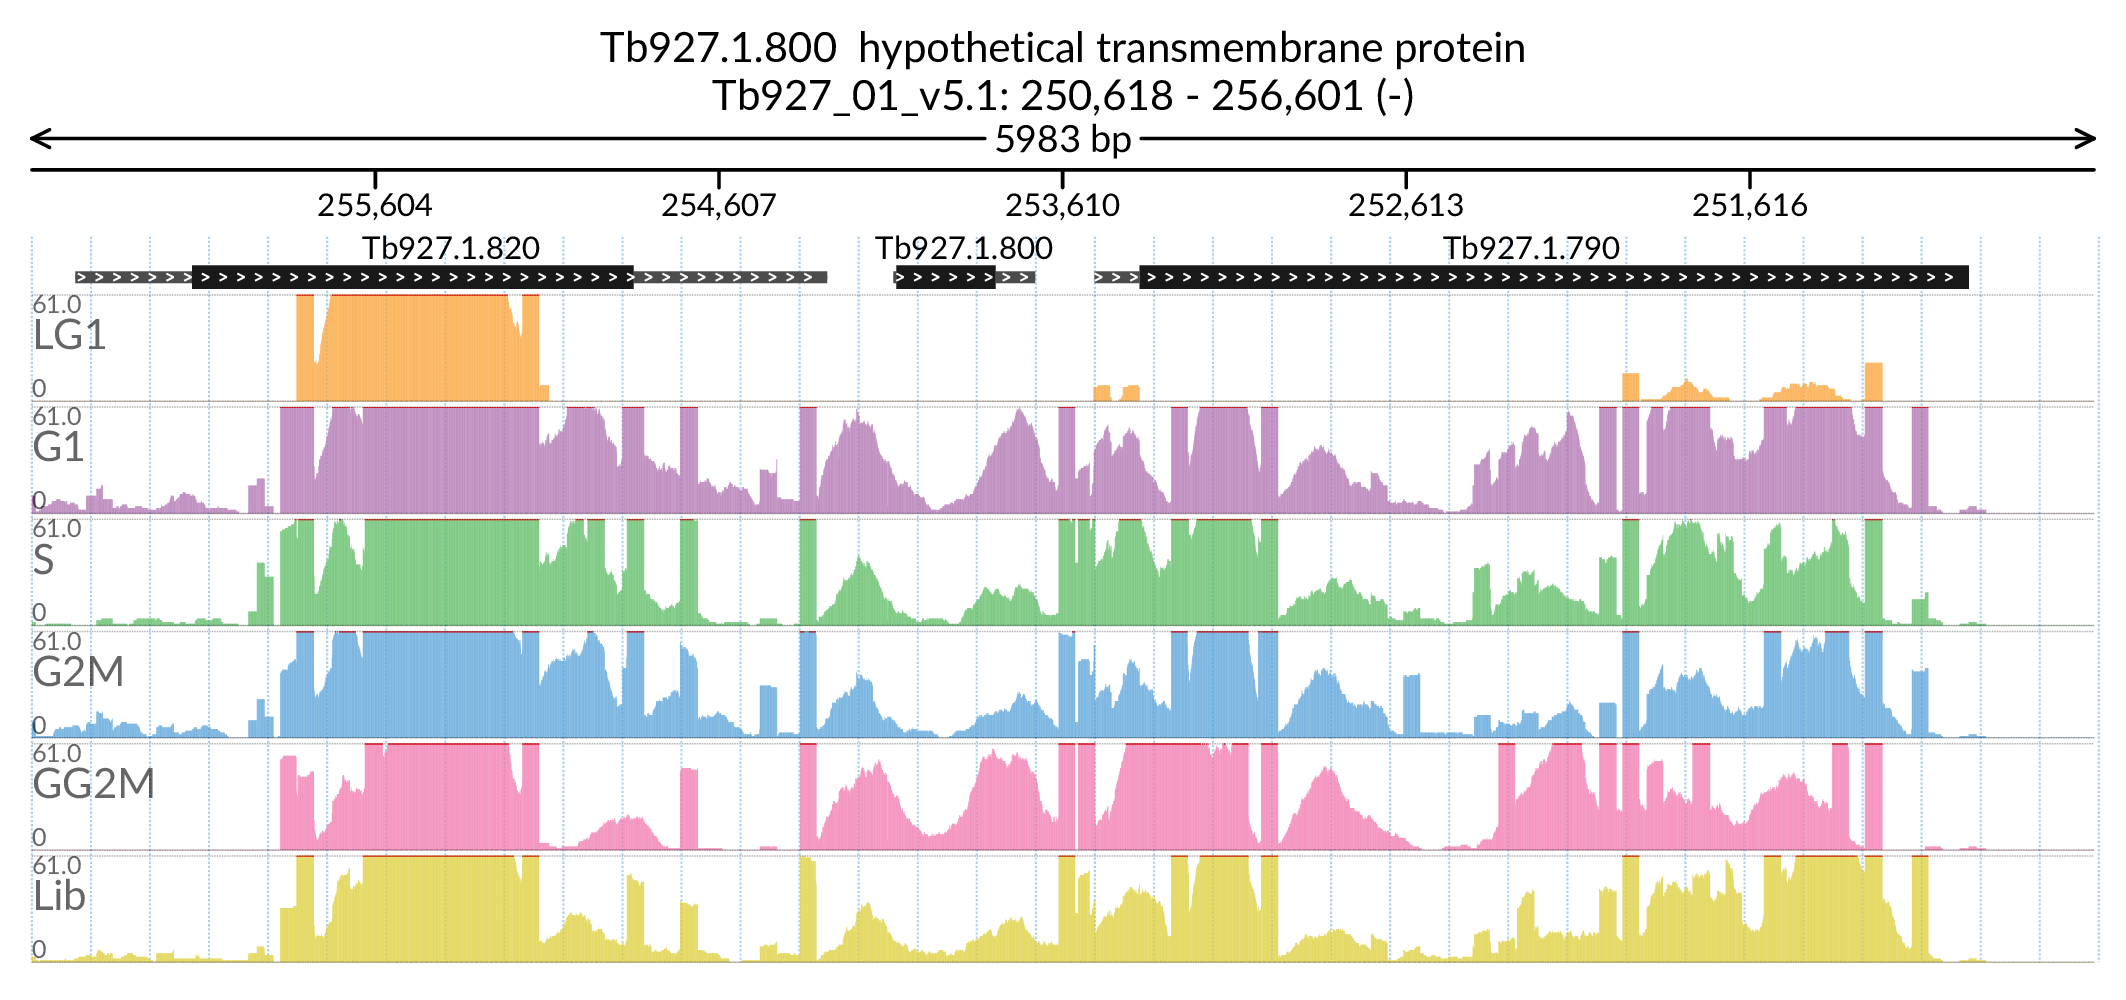 Tb927.1.800 hypothetical transmembrane protein
Tb927_01_v5.1: 250,618 - 256,601 (-)
5983 bp
255,604 254,607 253,610 252,613 251,616
Tb927.1.820 Tb927.1.800 Tb927.1.790
61.0
LG1
0
61.0
G1
0
61.0
S
0
61.0
G2M
0
61.0
GG2M
0
61.0
Lib
0